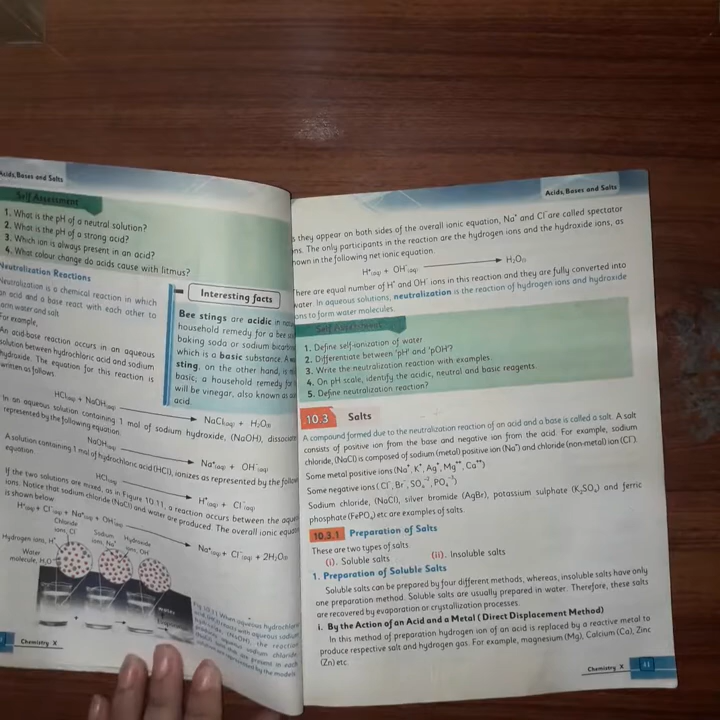 Acids, Bases and Salts
Self Assessment
1. What is the pH of a neutral solution?
2. What is the pH of a strong acid?
3. Which ion is always present in an acid?
4. What colour change do acids cause with litmus?
Neutralization Reactions
Neutralization is a chemical reaction in which
an acid and a base react with each other to
form water and salt.
For example,
An acid-base reaction occurs in an aqueous
solution between hydrochloric acid and sodium
hydroxide. The equation for this reaction is
written as follows
Interesting facts
Bee stings are acidic in
household remedy for a bee
baking soda or sodium
which is a basic substance.
sting, on the other hand, is
basic, a household remedy
will be vinegar, also known as
acid.
HCl(aq) + NaOH(aq) → NaCl(aq) + H₂O(l)
In an aqueous solution containing 1 mol of sodium hydroxide, (NaOH),
represented by the following equation.
NaOH(aq) → Na⁺(aq) + OH⁻(aq)
A solution containing 1 mol of hydrochloric acid (HCl), ionizes as represented by the
equation
HCl(aq) → H⁺(aq) + Cl⁻(aq)
If the two solutions are mixed, as in Figure 10.11, a reaction occurs between the
ions. Notice that sodium chloride (NaCl) and water are produced. The overall ionic
is shown below
H⁺(aq) + Cl⁻(aq) + Na⁺(aq) + OH⁻(aq) → Na⁺(aq) + Cl⁻(aq) + 2H₂O(l)
Hydrogen ions, H⁺
Chloride ions, Cl⁻
Sodium ions, Na⁺
Hydroxide ions, OH⁻
Water molecule, H₂O
Chemistry X
Acids, Bases and Salts
they appear on both sides of the overall ionic equation, Na⁺ and Cl⁻ are called spectator
The only participants in the reaction are the hydrogen ions and the hydroxide ions, as
in the following net ionic equation.
H⁺(aq) + OH⁻(aq) → H₂O(l)
There are equal number of H⁺ and OH⁻ ions in this reaction and they are fully converted into
water. In aqueous solutions, neutralization is the reaction of hydrogen ions and hydroxide
ions to form water molecules.
Self Assessment
1. Define self-ionization of water
2. Differentiate between 'pH' and 'pOH'?
3. Write the neutralization reaction with examples.
4. On pH scale, identify the acidic, neutral and basic reagents.
5. Define neutralization reaction?
10.3 Salts
A compound formed due to the neutralization reaction of an acid and a base is called a salt. A salt
consists of positive ion from the base and negative ion from the acid. For example, sodium
chloride, (NaCl) is composed of sodium (metal) positive ion (Na⁺) and chloride (non-metal) ion (Cl⁻).
Some metal positive ions (Na⁺, K⁺, Ag⁺, Mg⁺⁺, Ca⁺⁺)
Some negative ions (Cl⁻, Br⁻, SO₄⁻², PO₄⁻³)
Sodium chloride, (NaCl), silver bromide (AgBr), potassium sulphate (K₂SO₄) and ferric
phosphate (FePO₄) etc are examples of salts.
10.3.1 Preparation of Salts
These are two types of salts.
(i). Soluble salts (ii). Insoluble salts
1. Preparation of Soluble Salts
Soluble salts can be prepared by four different methods, whereas, insoluble salts have only
one preparation method. Soluble salts are usually prepared in water. Therefore, these salts
are recovered by evaporation or crystallization processes.
i. By the Action of an Acid and a Metal (Direct Displacement Method)
In this method of preparation hydrogen ion of an acid is replaced by a reactive metal to
produce respective salt and hydrogen gas. For example, magnesium (Mg), Calcium (Ca), Zinc
(Zn) etc.
Chemistry X